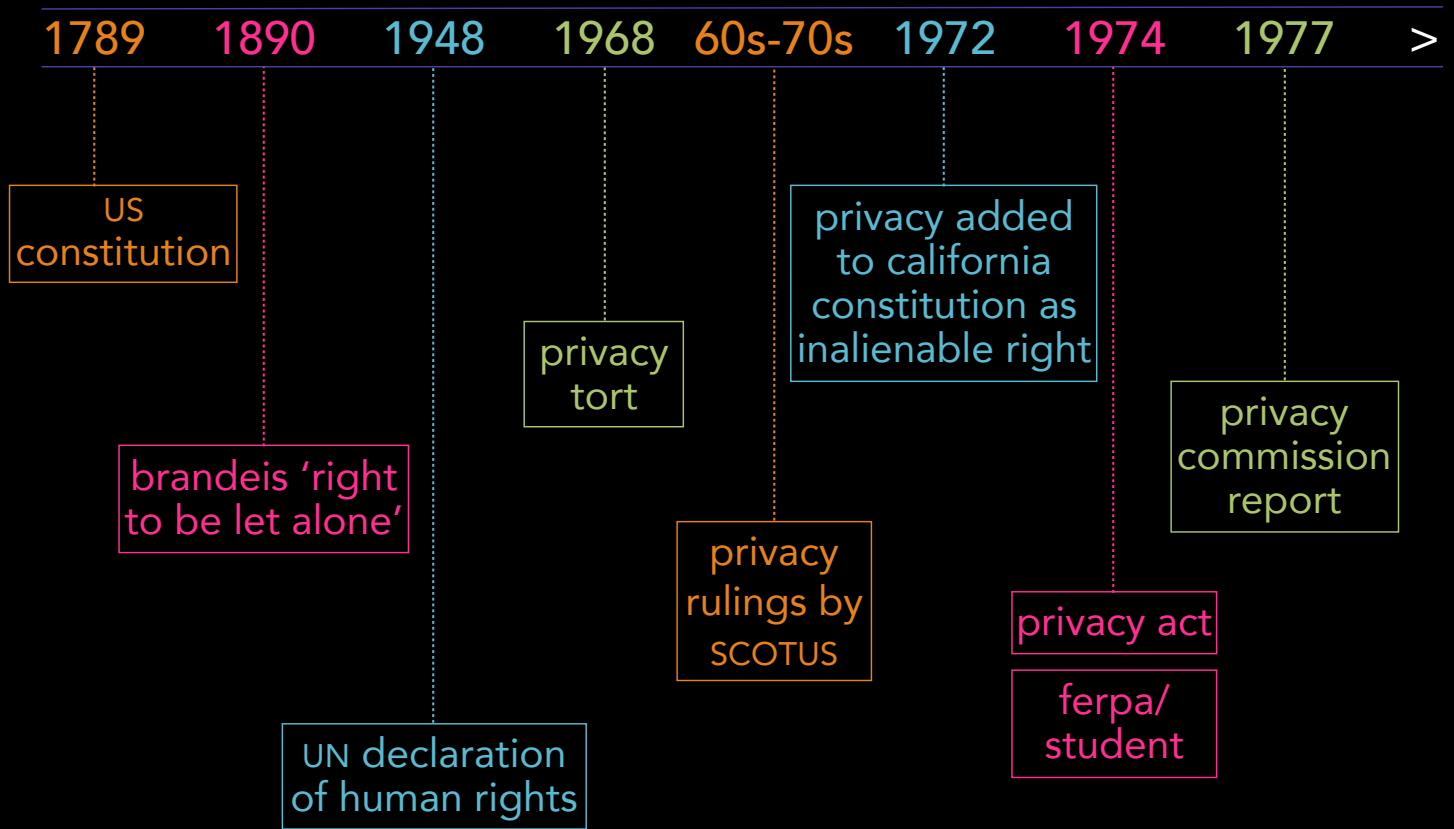 1789 1890 1948 1968 60s-70s 1972 1974 1977 >
US
constitution
brandeis ‘right
to be let alone’
UN declaration
of human rights
privacy
tort
privacy
rulings by
SCOTUS
privacy added
to california
constitution as
inalienable right
privacy act
ferpa/
student
privacy
commission
report